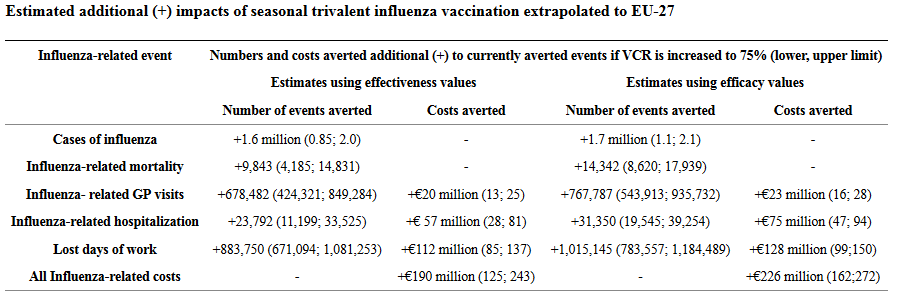 Estimated additional (+) impacts of seasonal trivalent influenza vaccination extrapolated to EU-27
Influenza-related event Numbers and costs averted additional (+) to currently averted events if VCR is increased to 75% (lower, upper limit)
Estimates using effectiveness values Estimates using efficacy values
Number of events averted Costs averted Number of events averted Costs averted
Cases of influenza +1.6 million (0.85; 2.0) - +1.7 million (1.1; 2.1) -
Influenza-related mortality +9,843 (4,185; 14,831) - +14,342 (8,620; 17,939) -
Influenza- related GP visits +678,482 (424,321; 849,284) +€20 million (13; 25) +767,787 (543,913; 935,732) +€23 million (16; 28)
Influenza-related hospitalization +23,792 (11,199; 33,525) +€ 57 million (28; 81) +31,350 (19,545; 39,254) +€75 million (47; 94)
Lost days of work +883,750 (671,094; 1,081,253) +€112 million (85; 137) +1,015,145 (783,557; 1,184,489) +€128 million (99;150)
All Influenza-related costs - +€190 million (125; 243) - +€226 million (162;272)